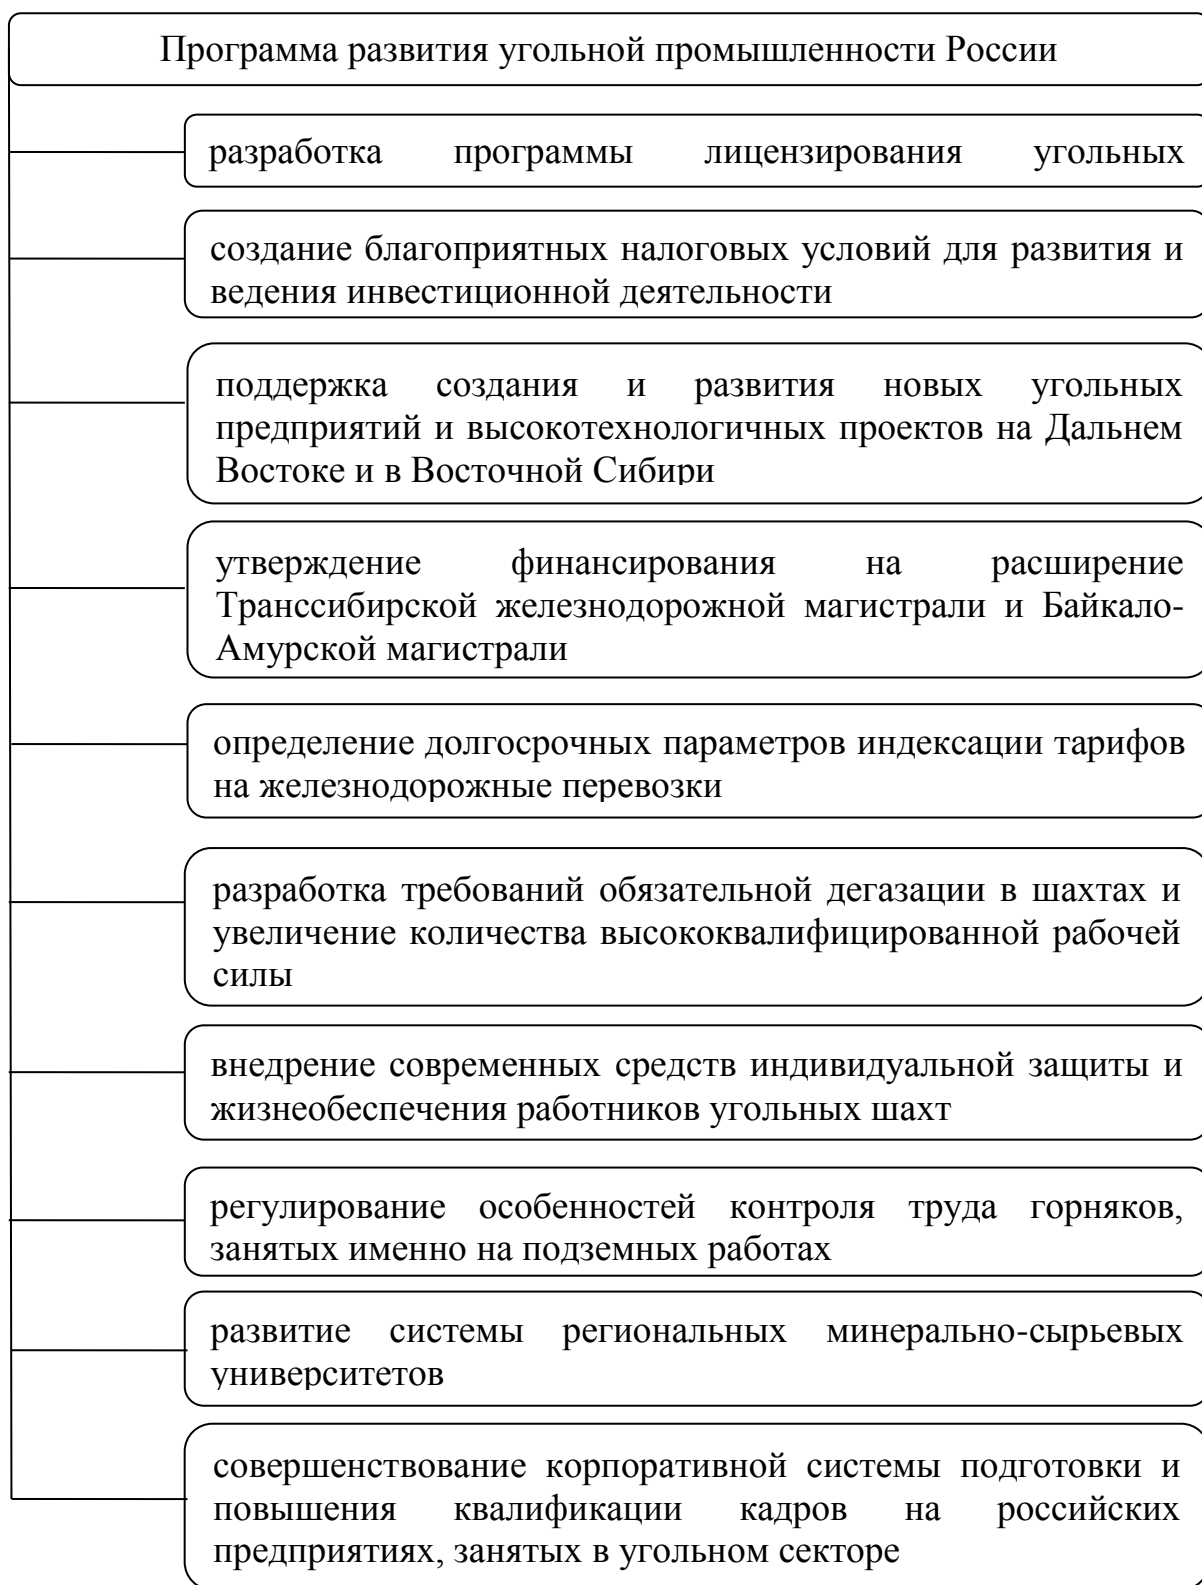 Программа развития угольной промышленности России
разработка программы лицензирования угольных
создание благоприятных налоговых условий для развития и
ведения инвестиционной деятельности
поддержка создания и развития новых угольных
предприятий и высокотехнологичных проектов на Дальнем
Востоке и в Восточной Сибири
утверждение финансирования на расширение
Транссибирской железнодорожной магистрали и Байкало-
Амурской магистрали
определение долгосрочных параметров индексации тарифов
на железнодорожные перевозки
разработка требований обязательной дегазации в шахтах и
увеличение количества высококвалифицированной рабочей
силы
внедрение современных средств индивидуальной защиты и
жизнеобеспечения работников угольных шахт
регулирование особенностей контроля труда горняков,
занятых именно на подземных работах
развитие системы региональных минерально-сырьевых
университетов
совершенствование корпоративной системы подготовки и
повышения квалификации кадров на российских
предприятиях, занятых в угольном секторе